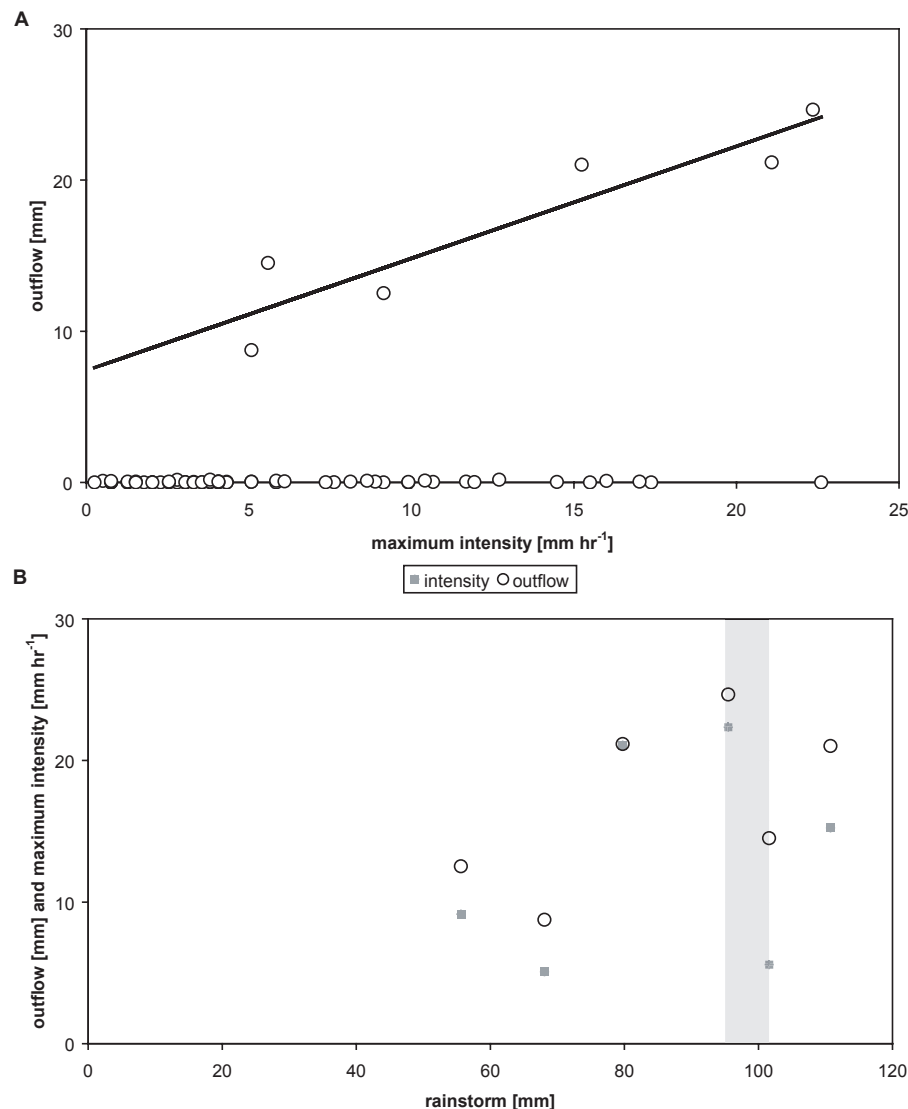 A
30
20
10
0
outflow [mm]
0 5 10 15 20 25
maximum intensity [mm hr⁻¹]
B
intensity outflow
30
20
10
0
outflow [mm] and maximum intensity [mm hr⁻¹]
0 20 40 60 80 100 120
rainstorm [mm]